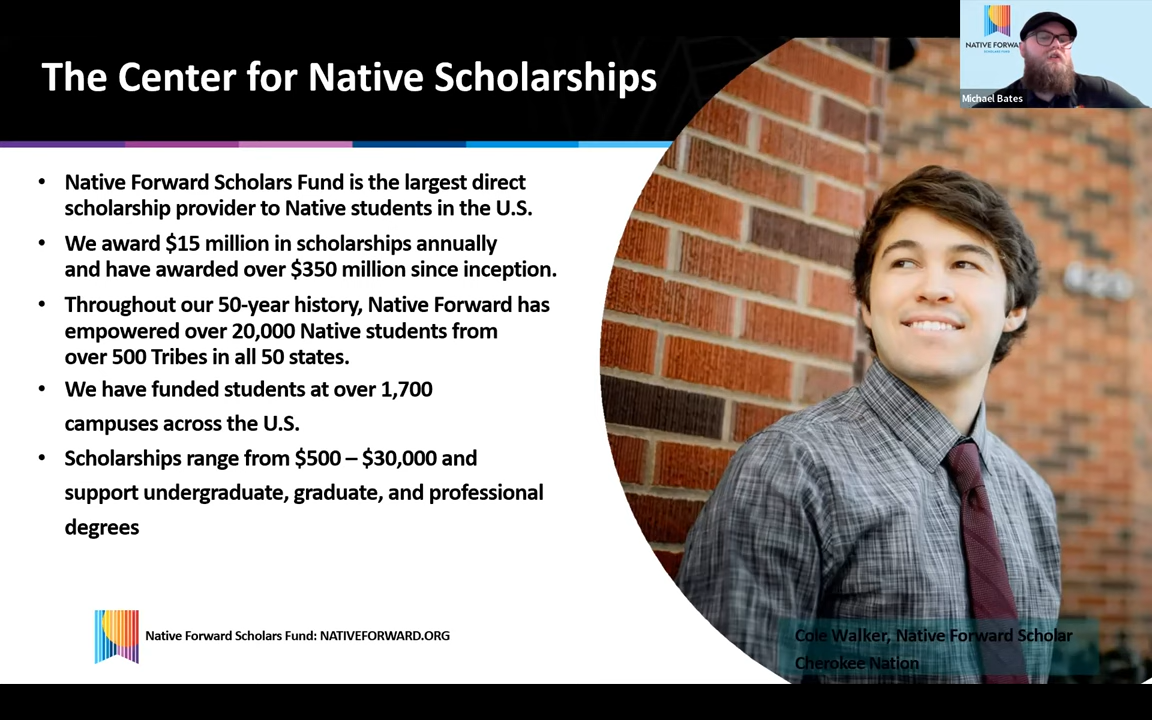 The Center for Native Scholarships
NATIVE FORWA
Michael Bates
• Native Forward Scholars Fund is the largest direct
scholarship provider to Native students in the U.S.
• We award $15 million in scholarships annually
and have awarded over $350 million since inception.
• Throughout our 50-year history, Native Forward has
empowered over 20,000 Native students from
over 500 Tribes in all 50 states.
• We have funded students at over 1,700
campuses across the U.S.
• Scholarships range from $500 – $30,000 and
support undergraduate, graduate, and professional
degrees
Native Forward Scholars Fund: NATIVEFORWARD.ORG
Cole Walker, Native Forward Scholar
Cherokee Nation